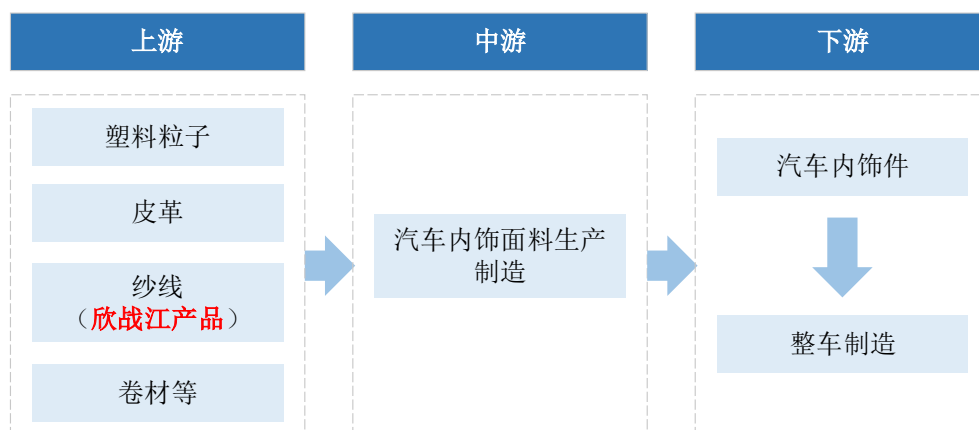 上游
中游
下游
塑料粒子
皮革
纱线
（欣战江产品）
卷材等
汽车内饰面料生产
制造
汽车内饰件
整车制造